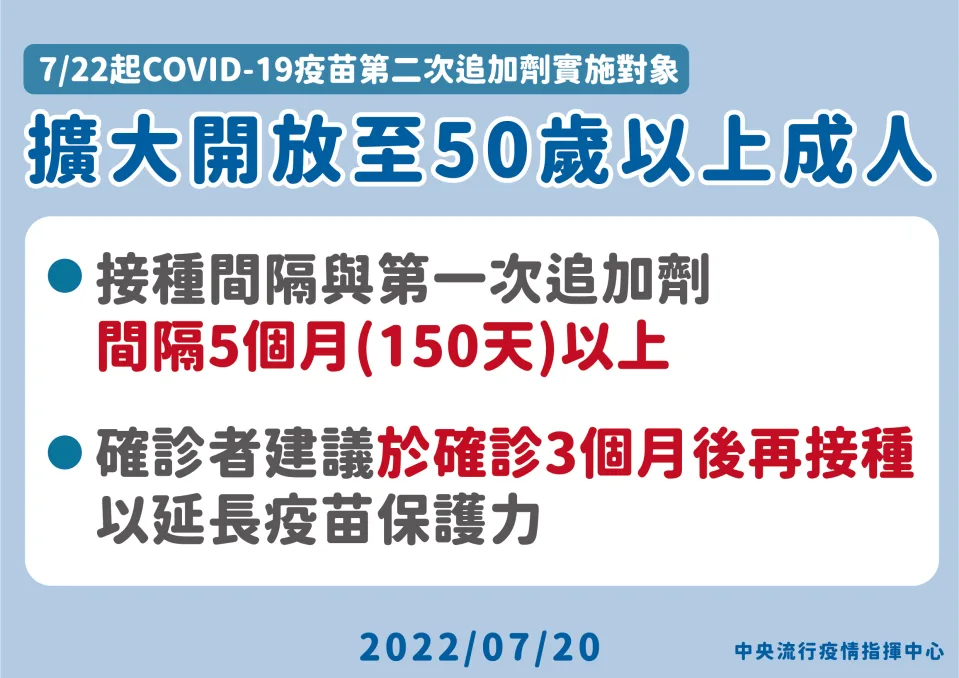 7/22起COVID-19疫苗第二次追加劑實施對象
擴大開放至50歲以上成人
接種間隔與第一次追加劑
間隔5個月(150天)以上
確診者建議於確診3個月後再接種
以延長疫苗保護力
2022/07/20
中央流行疫情指揮中心